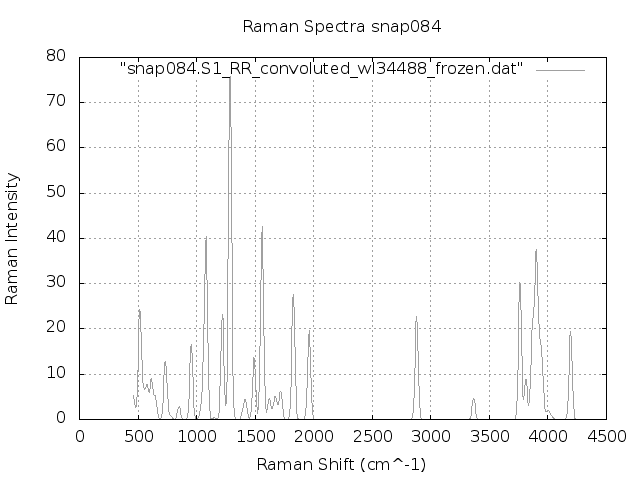 Raman Spectra snap084
"snap084.S1_RR_convoluted_wl34488_frozen.dat"
80
70
60
50
40
30
20
10
0
Raman Intensity
0 500 1000 1500 2000 2500 3000 3500 4000 4500
Raman Shift (cm^-1)